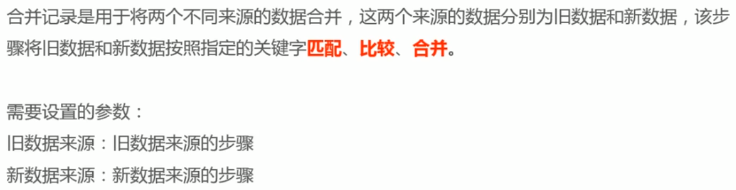 合并记录是用于将两个不同来源的数据合并，这两个来源的数据分别为旧数据和新数据，该步
骤将旧数据和新数据按照指定的关键字匹配、比较、合并。
需要设置的参数：
旧数据来源：旧数据来源的步骤
新数据来源：新数据来源的步骤